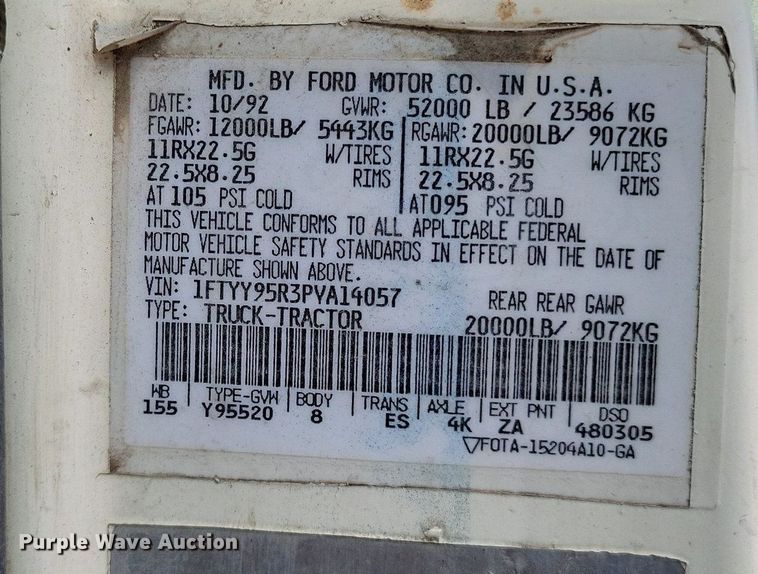 MFD. BY FORD MOTOR CO. IN U.S.A.
DATE: 10/92 GVWR: 52000 LB / 23586 KG
FGAWR: 12000LB/ 5443KG RGAWR: 20000LB/ 9072KG
11RX22.5G W/TIRES 11RX22.5G W/TIRES
22.5X8.25 RIMS 22.5X8.25 RIMS
AT 105 PSI COLD AT 095 PSI COLD
THIS VEHICLE CONFORMS TO ALL APPLICABLE FEDERAL
MOTOR VEHICLE SAFETY STANDARDS IN EFFECT ON THE DATE OF
MANUFACTURE SHOWN ABOVE.
VIN: 1FTYY95R3PVA14057 REAR REAR GAWR
TYPE: TRUCK-TRACTOR 20000LB/ 9072KG
WB TYPE-GVW BODY TRANS AXLE EXT PNT DSO
155 Y95520 8 ES 4K ZA 480305
▽FOTA-15204A10-GA
Purple Wave Auction